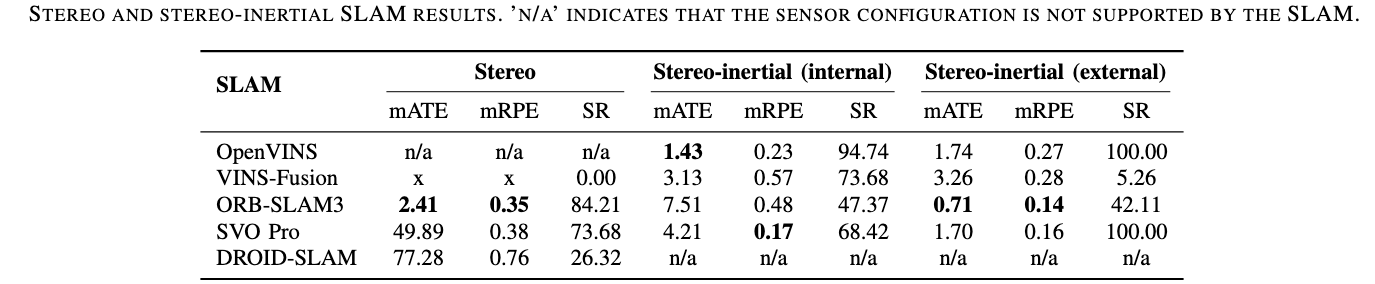 STEREO AND STEREO-INERTIAL SLAM RESULTS. 'N/A' INDICATES THAT THE SENSOR CONFIGURATION IS NOT SUPPORTED BY THE SLAM.
SLAM Stereo Stereo-inertial (internal) Stereo-inertial (external)
mATE mRPE SR mATE mRPE SR mATE mRPE SR
OpenVINS n/a n/a n/a 1.43 0.23 94.74 1.74 0.27 100.00
VINS-Fusion x x 0.00 3.13 0.57 73.68 3.26 0.28 5.26
ORB-SLAM3 2.41 0.35 84.21 7.51 0.48 47.37 0.71 0.14 42.11
SVO Pro 49.89 0.38 73.68 4.21 0.17 68.42 1.70 0.16 100.00
DROID-SLAM 77.28 0.76 26.32 n/a n/a n/a n/a n/a n/a